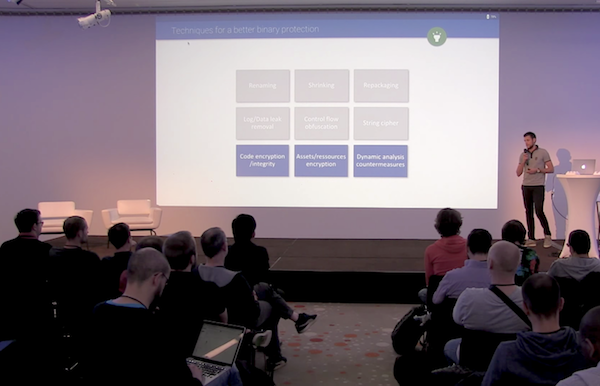 Techniques for a better binary protection
Renaming
Shrinking
Repackaging
Log/Data leak
removal
Control flow
obfuscation
String cipher
Code encryption
/integrity
Assets/ressources
encryption
Dynamic analysis
countermeasures